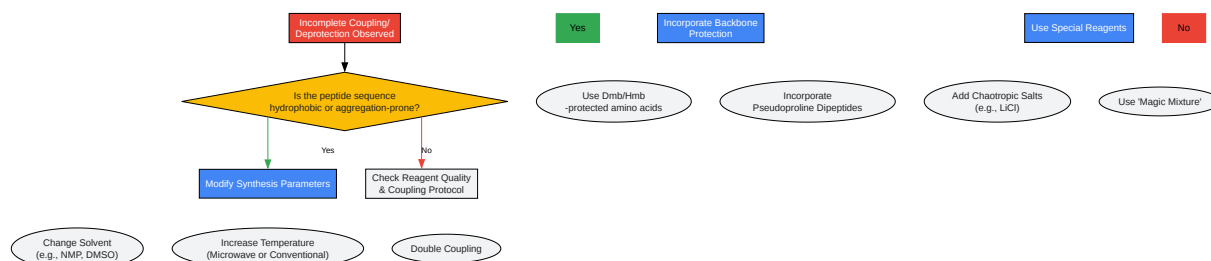 Incomplete Coupling/
Deprotection Observed
Yes
Incorporate Backbone
Protection
Use Special Reagents
No
Is the peptide sequence
hydrophobic or aggregation-prone?
Use Dmb/Hmb
-protected amino acids
Incorporate
Pseudoproline Dipeptides
Add Chaotropic Salts
(e.g., LiCl)
Use 'Magic Mixture'
Yes
No
Modify Synthesis Parameters
Check Reagent Quality
& Coupling Protocol
Change Solvent
(e.g., NMP, DMSO)
Increase Temperature
(Microwave or Conventional)
Double Coupling